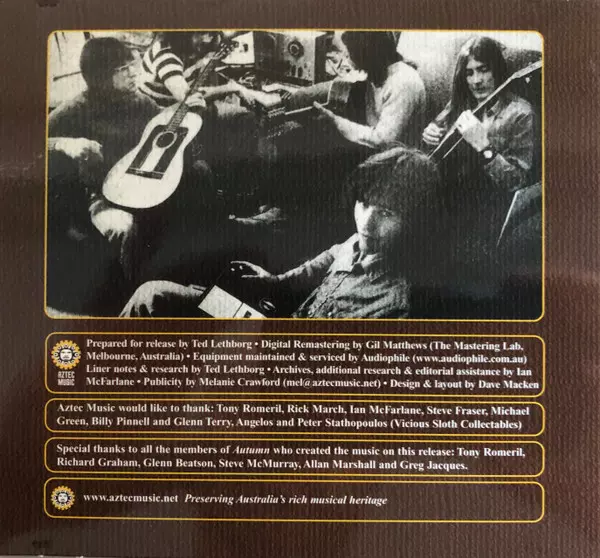 Prepared for release by Ted Lethborg • Digital Remastering by Gil Matthews (The Mastering Lab,
Melbourne, Australia) • Equipment maintained & serviced by Audiophile (www.audiophile.com.au)
Liner notes & research by Ted Lethborg • Archives, additional research & editorial assistance by Ian
McFarlane • Publicity by Melanie Crawford (mel@aztecmusic.net) • Design & layout by Dave Macken
AZTEC
MUSIC
Aztec Music would like to thank: Tony Romeril, Rick March, Ian McFarlane, Steve Fraser, Michael
Green, Billy Pinnell and Glenn Terry, Angelos and Peter Stathopoulos (Vicious Sloth Collectables)
Special thanks to all the members of Autumn who created the music on this release: Tony Romeril,
Richard Graham, Glenn Beatson, Steve McMurray, Allan Marshall and Greg Jacques.
www.aztecmusic.net Preserving Australia's rich musical heritage